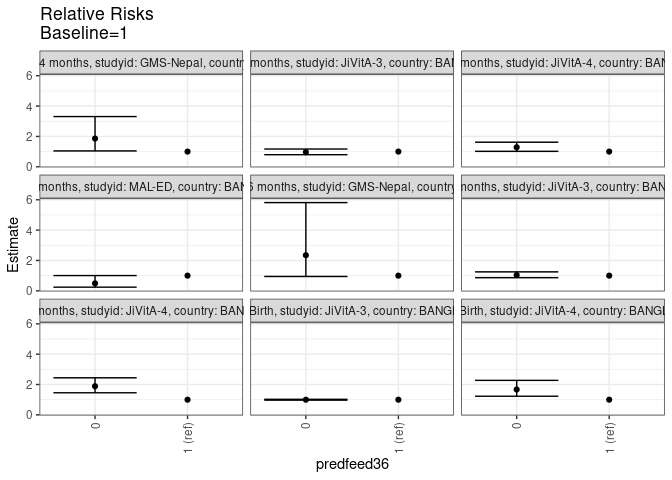 Relative Risks
Baseline=1
4 months, studyid: GMS-Nepal, countr
months, studyid: JiVitA-3, country: BAN
months, studyid: JiVitA-4, country: BAN
6
4
2
0
months, studyid: MAL-ED, country: BAN
6 months, studyid: GMS-Nepal, country
months, studyid: JiVitA-3, country: BAN
6
4
2
0
months, studyid: JiVitA-4, country: BAN
Birth, studyid: JiVitA-3, country: BANGL
Birth, studyid: JiVitA-4, country: BANGL
6
4
2
0
Estimate
0
1 (ref)
0
1 (ref)
0
1 (ref)
predfeed36